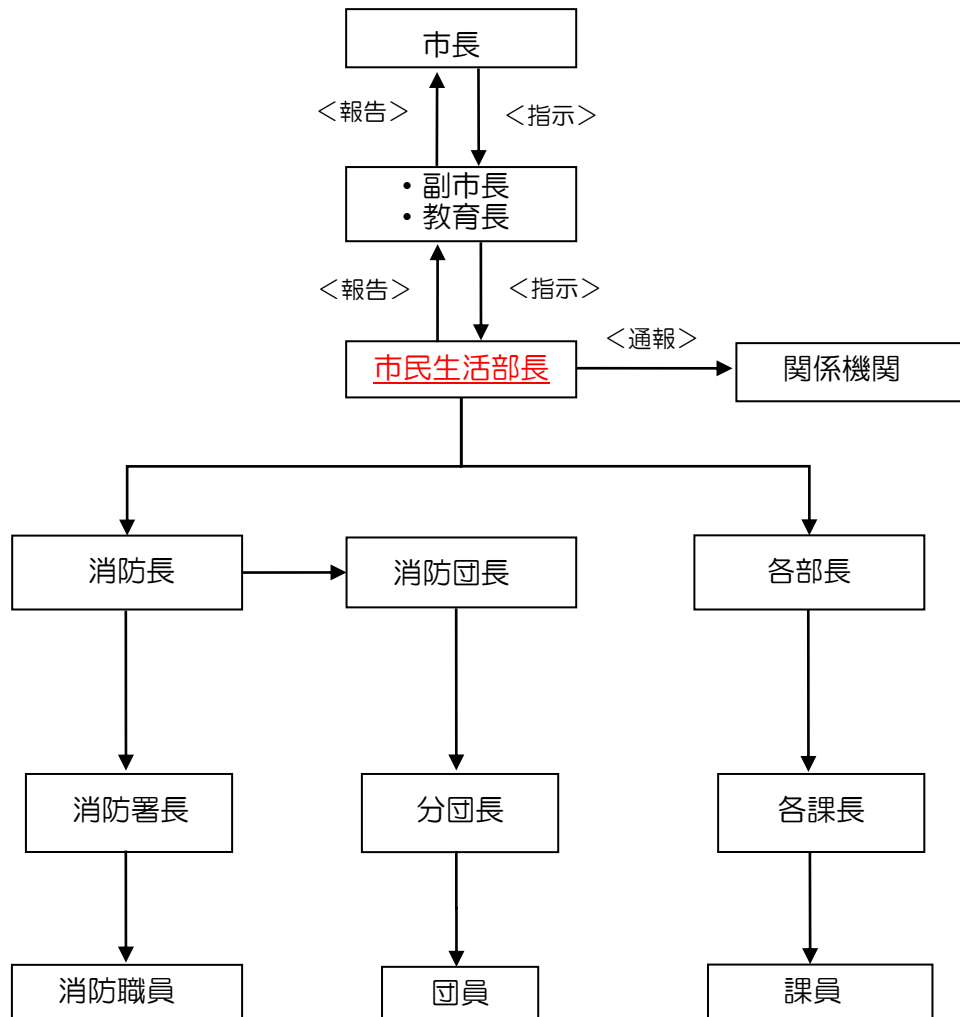 市長
＜報告＞
＜指示＞
・副市長
・教育長
＜報告＞
＜指示＞
市民生活部長
＜通報＞
関係機関
消防長
消防団長
各部長
消防署長
分団長
各課長
消防職員
団員
課員